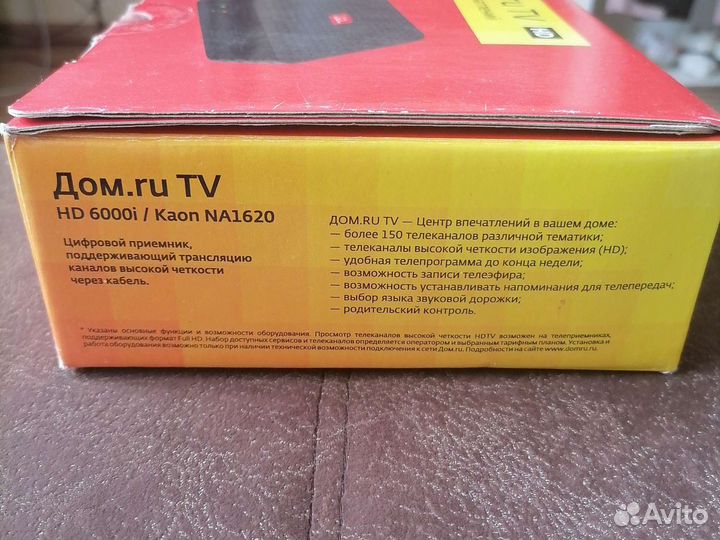 ru TV
HD
Дом.ru TV
HD 6000i / Kaon NA1620
Цифровой приемник,
поддерживающий трансляцию
каналов высокой четкости
через кабель.
ДОМ.RU TV — Центр впечатлений в вашем доме:
— более 150 телеканалов различной тематики;
— телеканалы высокой четкости изображения (HD);
— удобная телепрограмма до конца недели;
— возможность записи телеэфира;
— возможность устанавливать напоминания для телепередач;
— выбор языка звуковой дорожки;
— родительский контроль.
* Указаны основные функции и возможности оборудования. Просмотр телеканалов высокой четкости HDTV возможен на телеприемниках,
поддерживающих формат Full HD. Набор доступных сервисов и телеканалов определяется оператором и выбранным тарифным планом. Установка и
работа оборудования возможно только при наличии технической возможности подключения к сети Дом.ru. Подробности на сайте www.domru.ru.
Avito